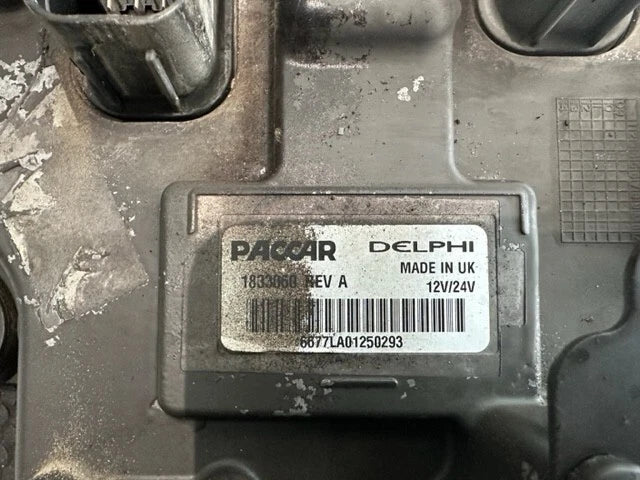 PACCAR DELPHI
1833060 REV A MADE IN UK
12V/24V
6677LA01250293